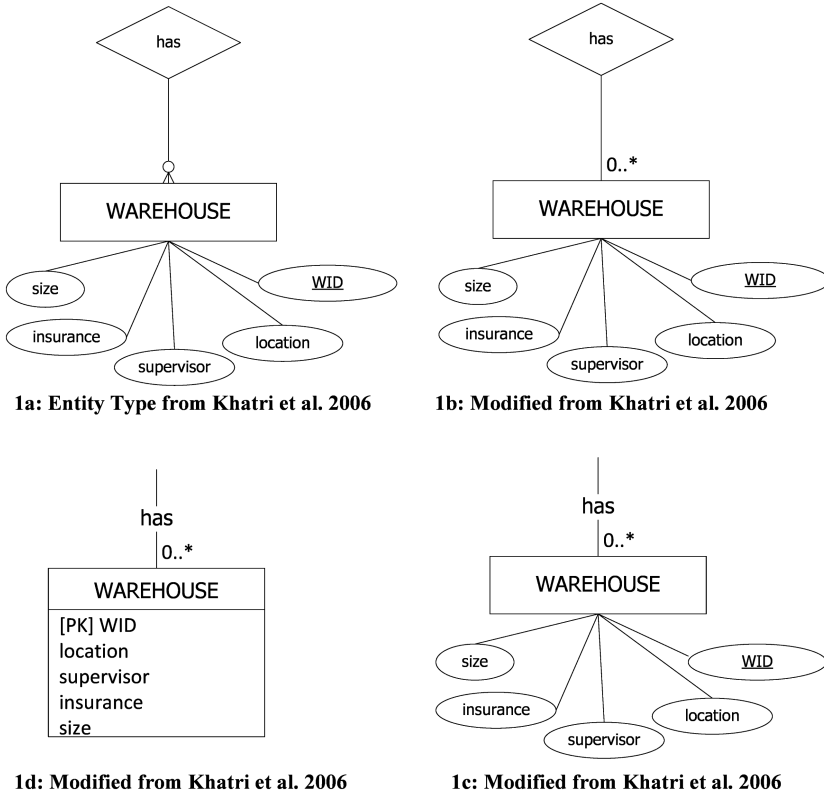 has
WAREHOUSE
size
WID
insurance
location
supervisor
1a: Entity Type from Khatri et al. 2006
has
0..*
WAREHOUSE
size
WID
insurance
location
supervisor
1b: Modified from Khatri et al. 2006
has
0..*
WAREHOUSE
[PK] WID
location
supervisor
insurance
size
1d: Modified from Khatri et al. 2006
has
0..*
WAREHOUSE
size
WID
insurance
location
supervisor
1c: Modified from Khatri et al. 2006